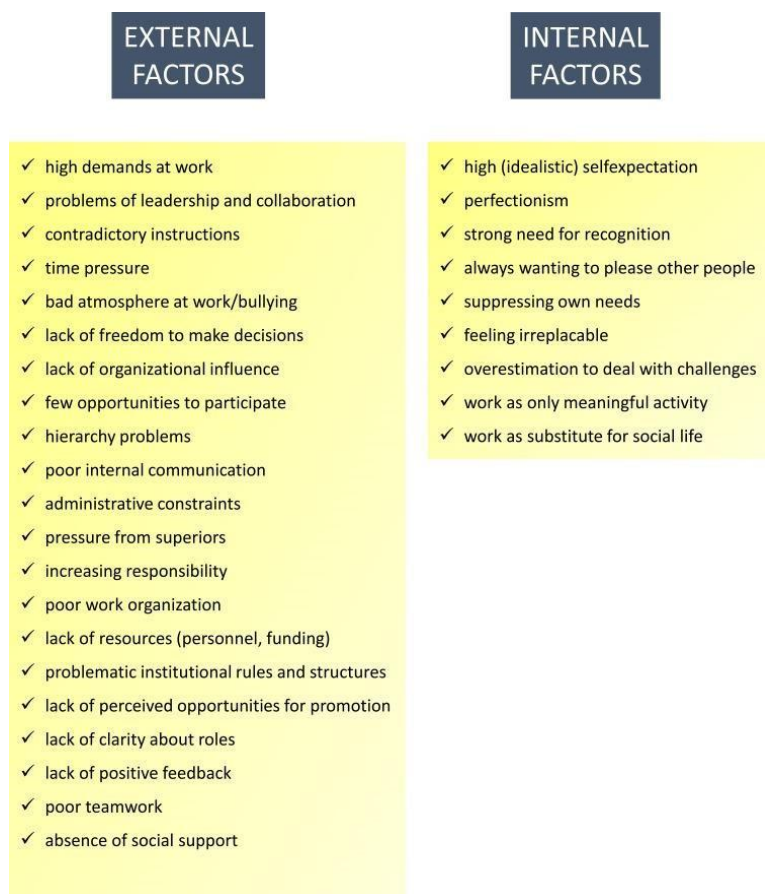 EXTERNAL
FACTORS
✓ high demands at work
✓ problems of leadership and collaboration
✓ contradictory instructions
✓ time pressure
✓ bad atmosphere at work/bullying
✓ lack of freedom to make decisions
✓ lack of organizational influence
✓ few opportunities to participate
✓ hierarchy problems
✓ poor internal communication
✓ administrative constraints
✓ pressure from superiors
✓ increasing responsibility
✓ poor work organization
✓ lack of resources (personnel, funding)
✓ problematic institutional rules and structures
✓ lack of perceived opportunities for promotion
✓ lack of clarity about roles
✓ lack of positive feedback
✓ poor teamwork
✓ absence of social support
INTERNAL
FACTORS
✓ high (idealistic) selfexpectation
✓ perfectionism
✓ strong need for recognition
✓ always wanting to please other people
✓ suppressing own needs
✓ feeling irreplacable
✓ overestimation to deal with challenges
✓ work as only meaningful activity
✓ work as substitute for social life